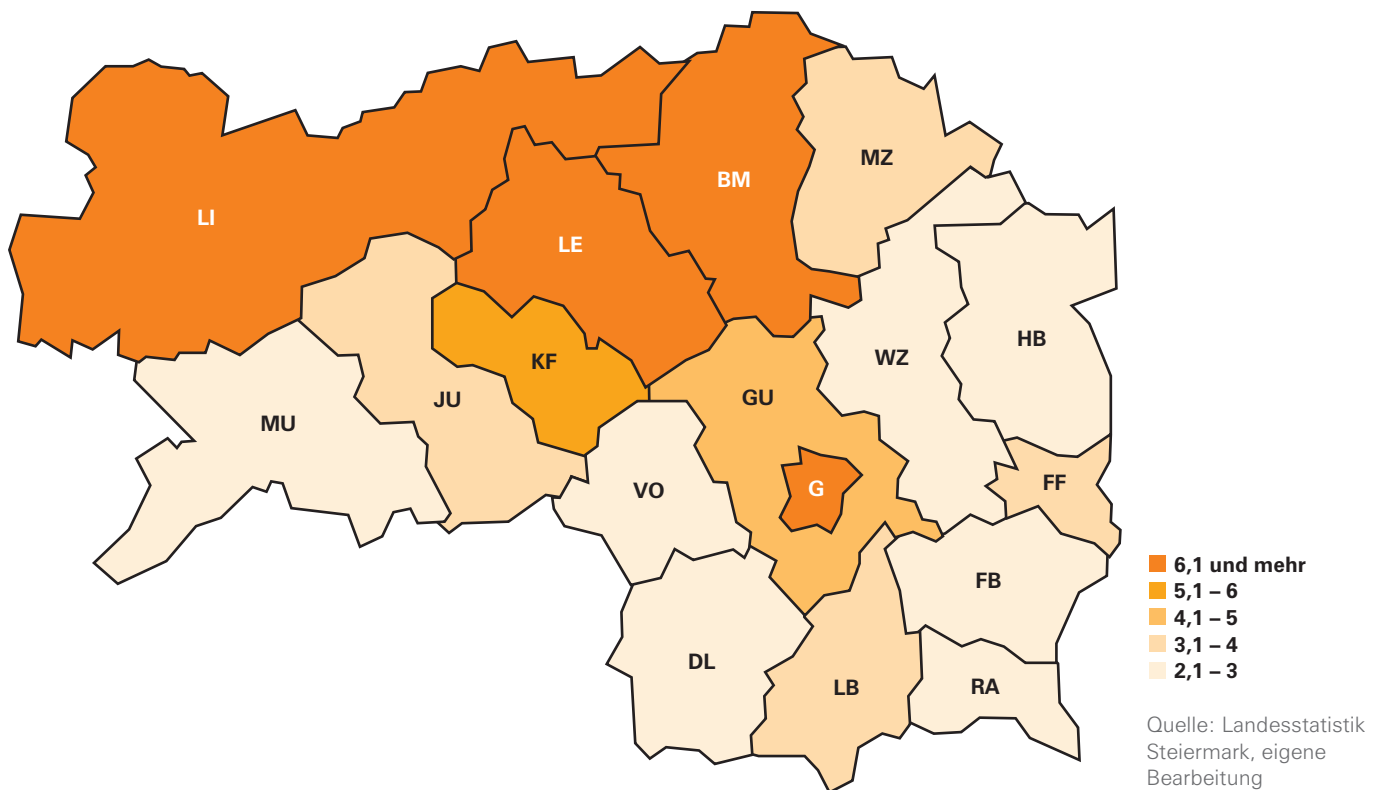 MZ
BM
LI
LE
HB
WZ
KF
GU
JU
MU
FF
G
VO
6,1 und mehr
FB
5,1 – 6
4,1 – 5
3,1 – 4
DL
2,1 – 3
LB
RA
Quelle: Landesstatistik
Steiermark, eigene
Bearbeitung